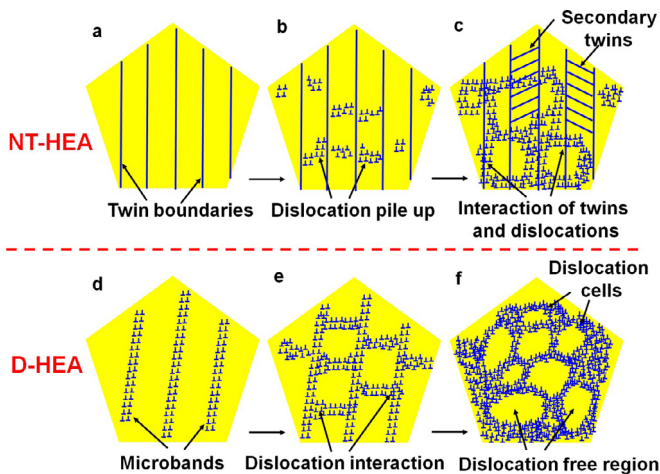 a
b
c
Secondary
twins
NT-HEA
Twin boundaries
Dislocation pile up
Interaction of twins
and dislocations
d
e
f
Dislocation
cells
D-HEA
Microbands
Dislocation interaction
Dislocation free region